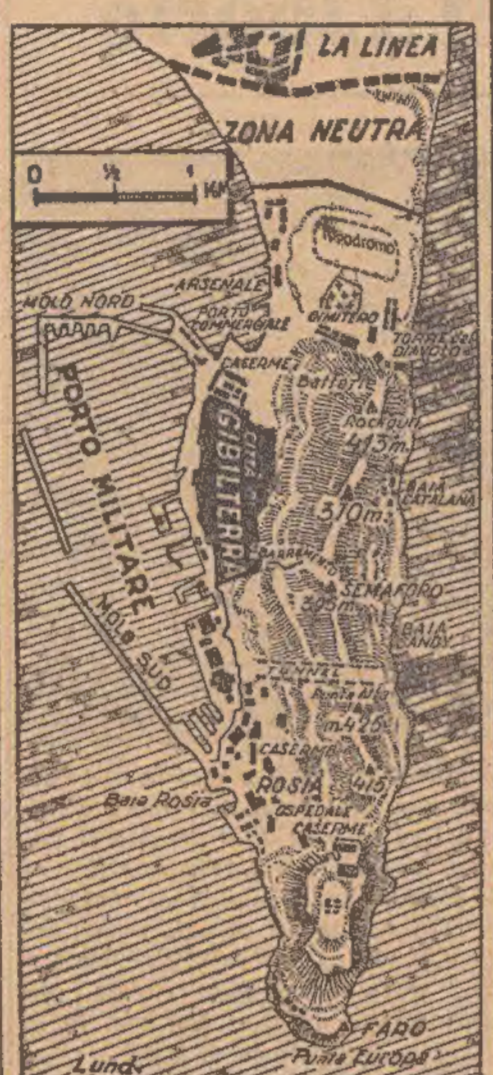 LA LINEA
ZONA NEUTRA
0 ½ 1 KM
Ippodromo
ARSENALE
MOLO NORD
PORTO
COMMERCIALE
CIMITERO
TORRE DEL
DIAVOLO
CASERME
Batterie
Rockgun
413m.
PORTO MILITARE
CITTÀ
GIBILTERRA
BAIA
CATALANA
370m.
SEMAFORO
395m.
BAIA
SANDY
MOLO SUD
TUNNEL
Punta Alta
m.425
CASERME
415
ROSIA
Baia Rosia
OSPEDALE
CASERME
FARO
Punta Europa
Lund